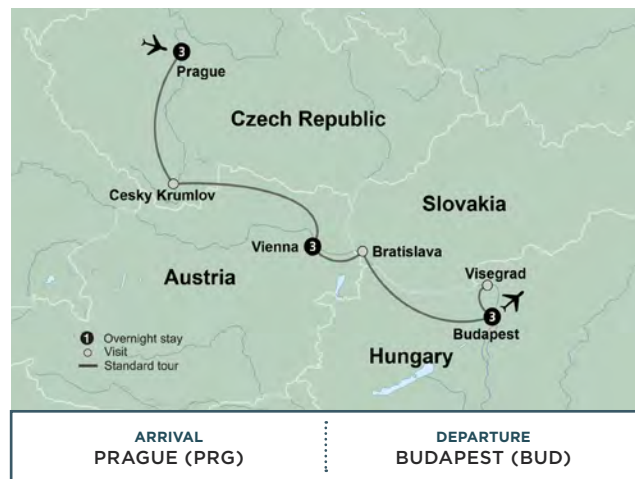 3
Prague
Czech Republic
Cesky Krumlov
Slovakia
Vienna
3
Bratislava
Austria
Visegrad
3
Budapest
Hungary
1 Overnight stay
Visit
Standard tour
ARRIVAL
PRAGUE (PRG)
DEPARTURE
BUDAPEST (BUD)